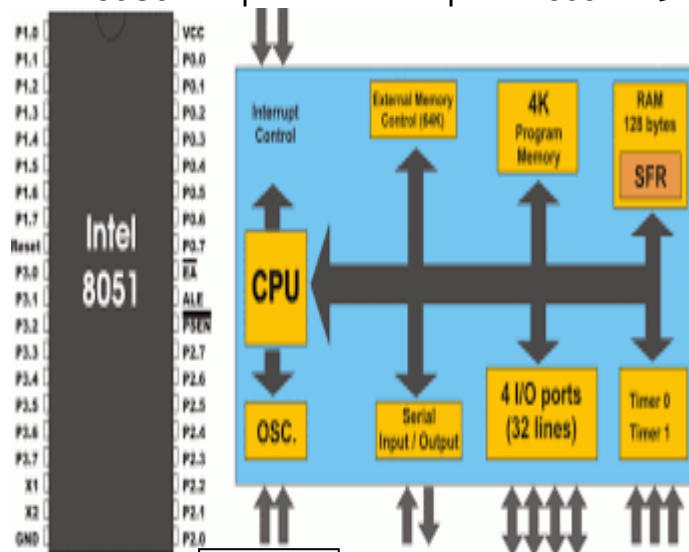 P1.0
P1.1
P1.2
P1.3
P1.4
P1.5
P1.6
P1.7
Reset
P3.0
P3.1
P3.2
P3.3
P3.4
P3.5
P3.6
P3.7
X1
X2
GND
Intel
8051
VCC
P0.0
P0.1
P0.2
P0.3
P0.4
P0.5
P0.6
P0.7
EA
ALE
PSEN
P2.7
P2.6
P2.5
P2.4
P2.3
P2.2
P2.1
P2.0
Interrupt
Control
External Memory
Control (64K)
4K
Program
Memory
RAM
128 bytes
SFR
CPU
OSC.
Serial
Input / Output
4 I/O ports
(32 lines)
Timer 0
Timer 1